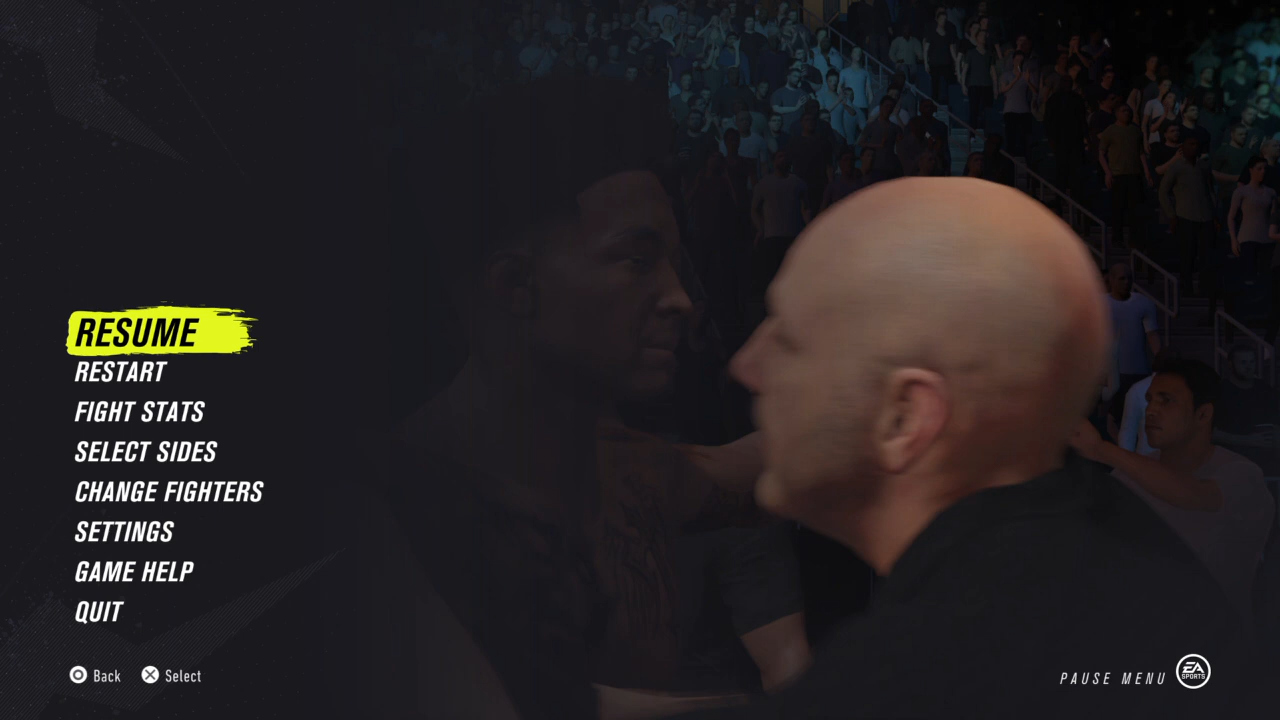 RESUME
RESTART
FIGHT STATS
SELECT SIDES
CHANGE FIGHTERS
SETTINGS
GAME HELP
QUIT
Back Select
PAUSE MENU EA SPORTS